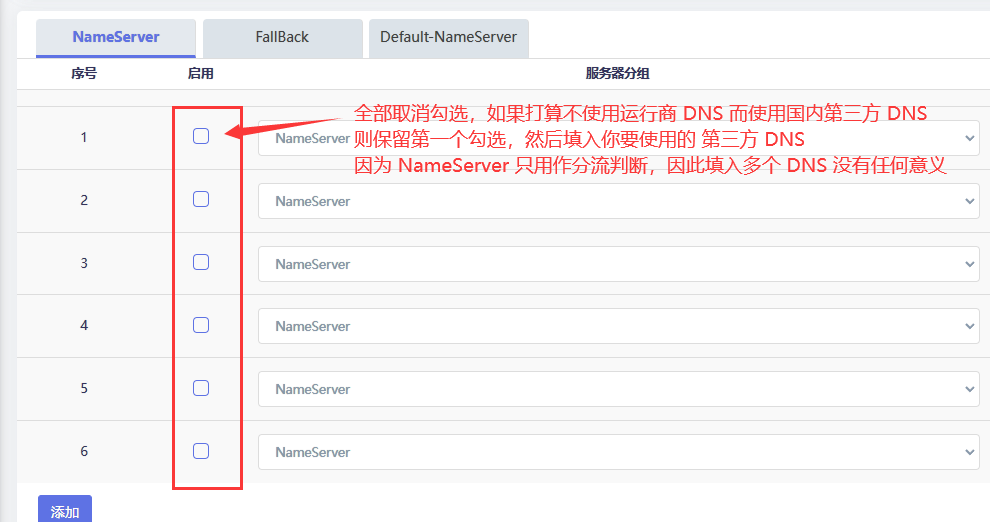 NameServer FallBack Default-NameServer
序号 启用 服务器分组
全部取消勾选，如果打算不使用运行商 DNS 而使用国内第三方 DNS
则保留第一个勾选，然后填入你要使用的 第三方 DNS
因为 NameServer 只用作分流判断，因此填入多个 DNS 没有任何意义
1 NameServer
2 NameServer
3 NameServer
4 NameServer
5 NameServer
6 NameServer
添加